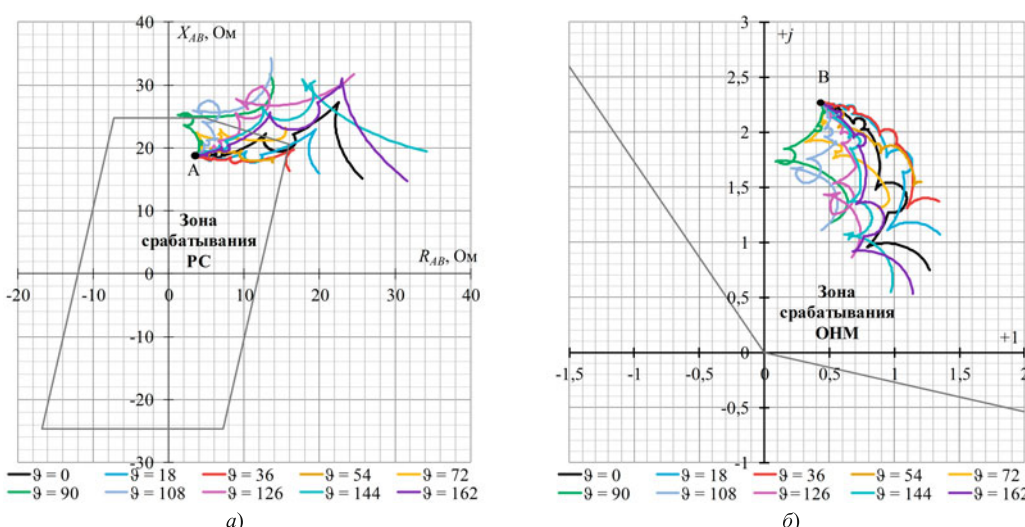 40
X_AB, Ом
30
20
A
10
Зона
срабатывания
РС
R_AB, Ом
0
-20
-10
0
10
20
30
40
-10
-20
-30
ϑ = 0
ϑ = 18
ϑ = 36
ϑ = 54
ϑ = 72
ϑ = 90
ϑ = 108
ϑ = 126
ϑ = 144
ϑ = 162
а)
3
+j
2,5
B
2
1,5
1
0,5
Зона
срабатывания
ОНМ
+1
0
-1,5
-1
-0,5
0
0,5
1
1,5
2
-0,5
-1
ϑ = 0
ϑ = 18
ϑ = 36
ϑ = 54
ϑ = 72
ϑ = 90
ϑ = 108
ϑ = 126
ϑ = 144
ϑ = 162
б)